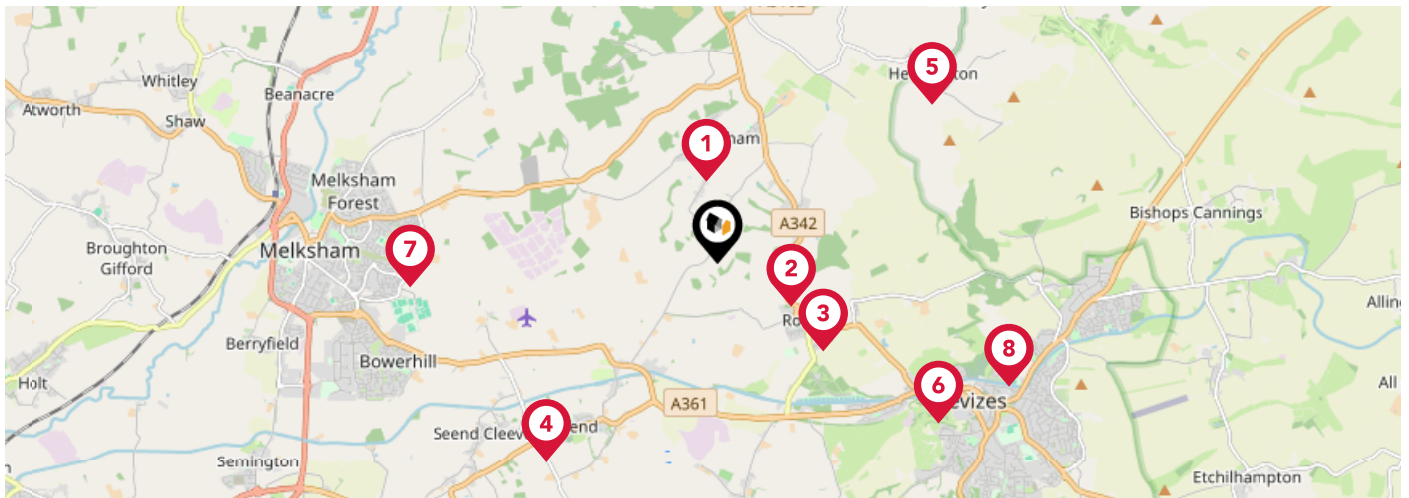 Whitley
Beanacre
Atworth
Shaw
5
1
Melksham
Forest
A342
Bishops Cannings
Broughton
Gifford
Melksham
7
2
3
Berryfield
Bowerhill
Holt
8
6
A361
4
Seend Cleeve
Semington
Etchilhampton
All